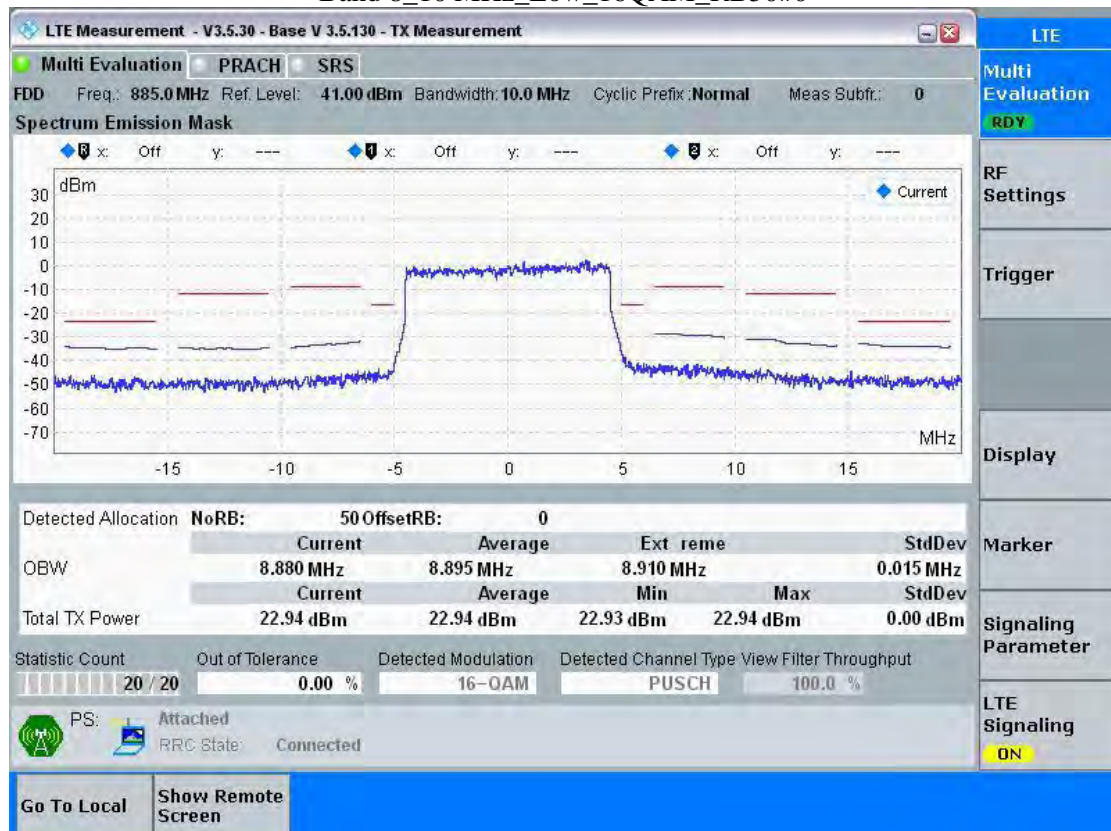 LTE Measurement - V3.5.30 - Base V 3.5.130 - TX Measurement
LTE
Multi Evaluation PRACH SRS
Multi
Evaluation
RDY
FDD Freq.: 885.0 MHz Ref. Level: 41.00 dBm Bandwidth: 10.0 MHz Cyclic Prefix :Normal Meas Subfr.: 0
Spectrum Emission Mask
R x: Off y: --- 1 x: Off y: --- 2 x: Off y: ---
dBm
Current
30
20
10
0
-10
-20
-30
-40
-50
-60
-70
MHz
-15 -10 -5 0 5 10 15
RF
Settings
Trigger
Display
Marker
Signaling
Parameter
LTE
Signaling
ON
Detected Allocation NoRB: 50 OffsetRB: 0
Current Average Ext reme StdDev
OBW 8.880 MHz 8.895 MHz 8.910 MHz 0.015 MHz
Current Average Min Max StdDev
Total TX Power 22.94 dBm 22.94 dBm 22.93 dBm 22.94 dBm 0.00 dBm
Statistic Count Out of Tolerance Detected Modulation Detected Channel Type View Filter Throughput
20 / 20 0.00 % 16-QAM PUSCH 100.0 %
PS: Attached
RRC State: Connected
Go To Local
Show Remote
Screen